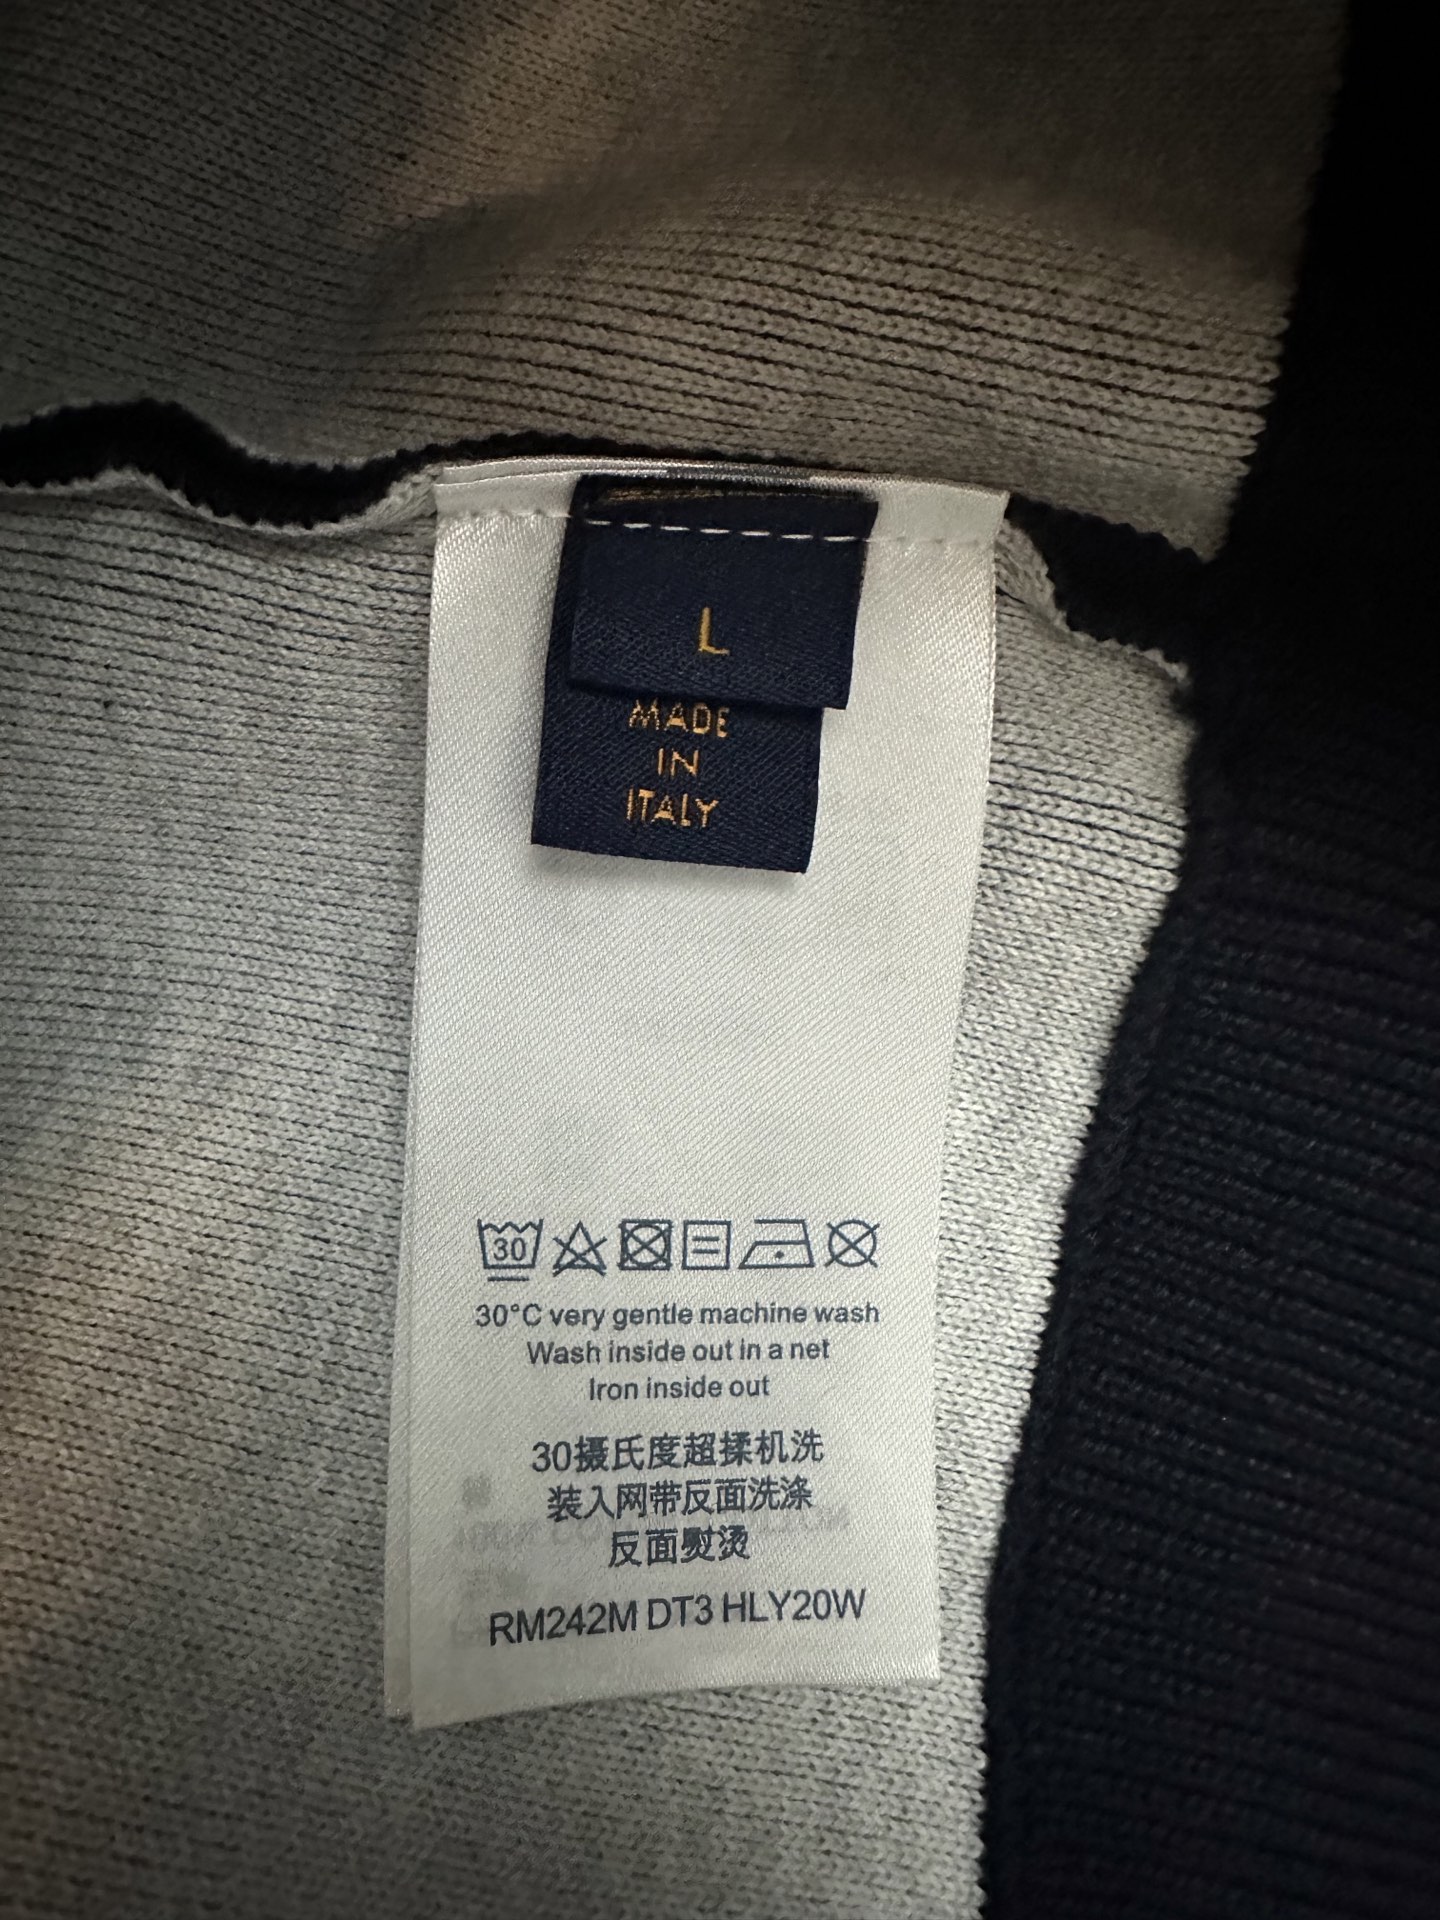 L
MADE
IN
ITALY
30
30°C very gentle machine wash
Wash inside out in a net
Iron inside out
30摄氏度超揉机洗
装入网带反面洗涤
反面熨烫
RM242M DT3 HLY20W